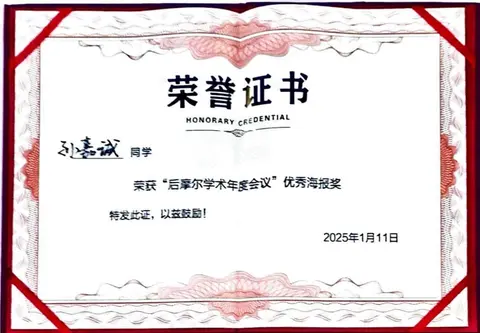 荣誉证书
HONORARY CREDENTIAL
孙嘉诚 同学
荣获“后摩尔学术年度会议”优秀海报奖
特发此证，以兹鼓励！
2025年1月11日